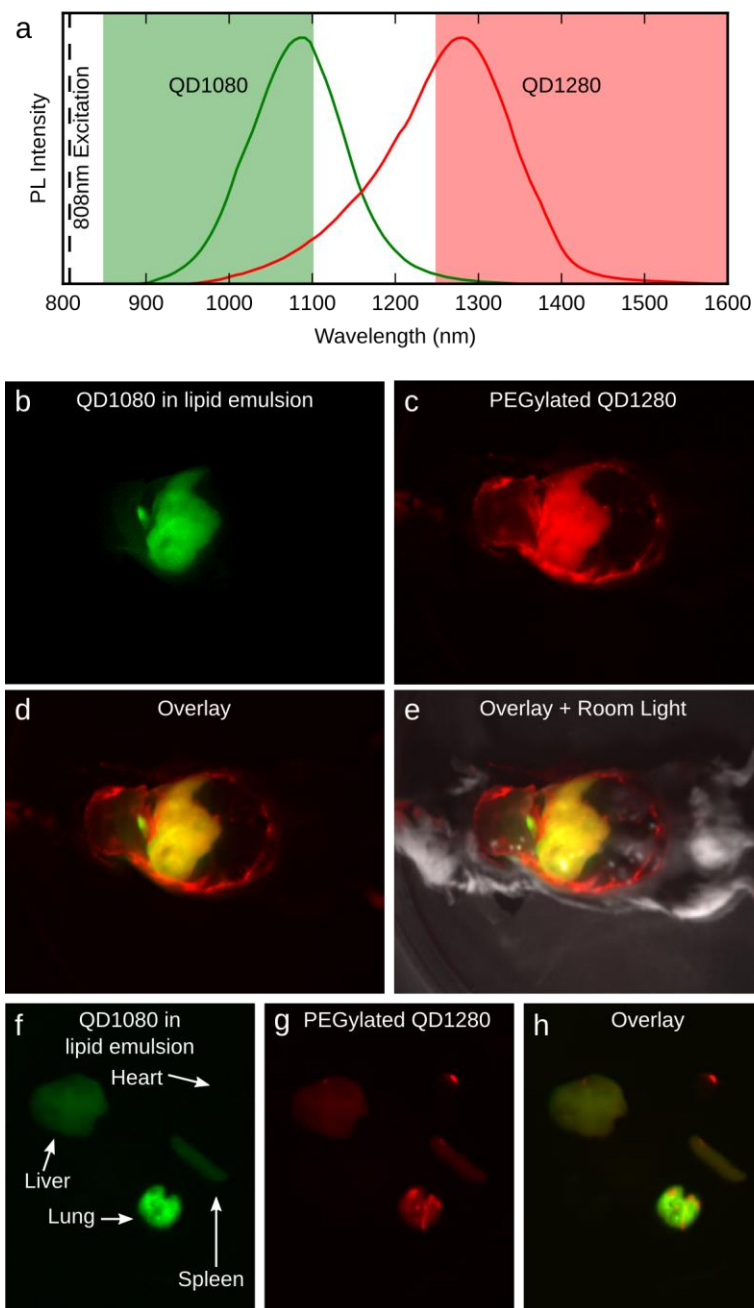 a
QD1080
QD1280
PL Intensity
808nm Excitation
800 900 1000 1100 1200 1300 1400 1500 1600
Wavelength (nm)
b QD1080 in lipid emulsion
c PEGylated QD1280
d Overlay
e Overlay + Room Light
f QD1080 in
lipid emulsion
Heart
Liver
Lung
Spleen
g PEGylated QD1280
h Overlay